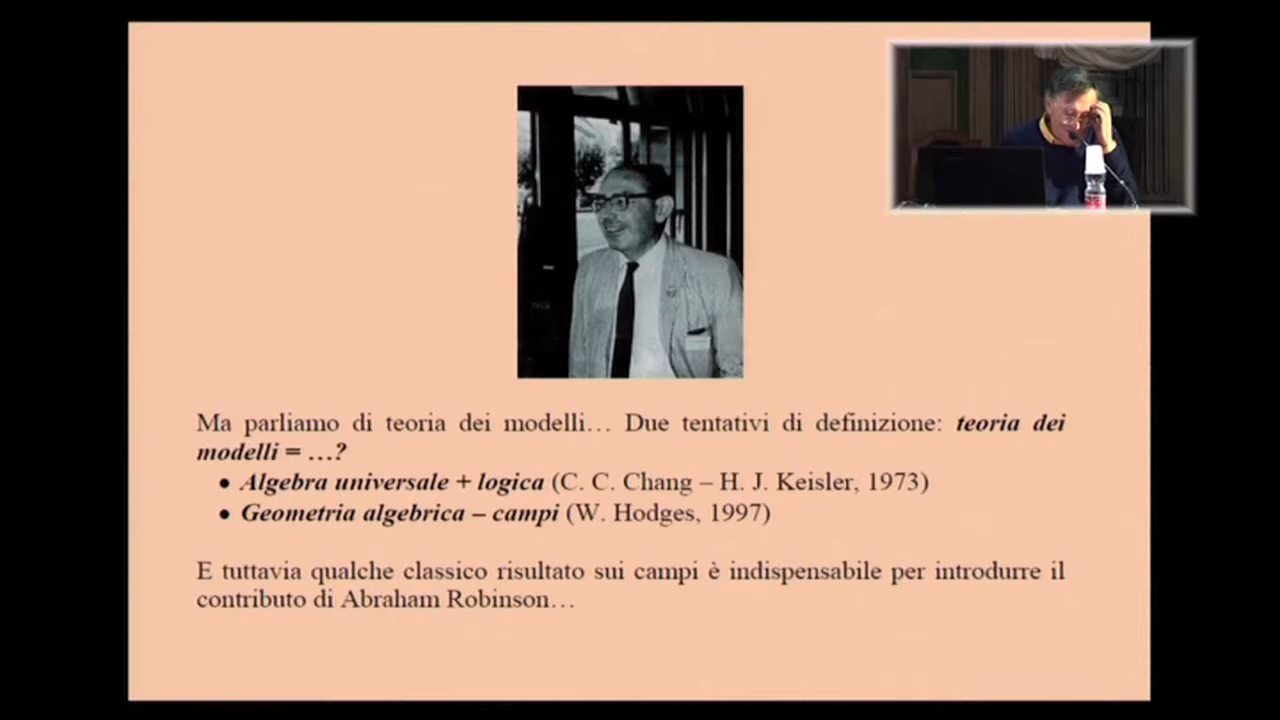 Ma parliamo di teoria dei modelli… Due tentativi di definizione: teoria dei
modelli = …?
• Algebra universale + logica (C. C. Chang – H. J. Keisler, 1973)
• Geometria algebrica – campi (W. Hodges, 1997)
E tuttavia qualche classico risultato sui campi è indispensabile per introdurre il
contributo di Abraham Robinson…